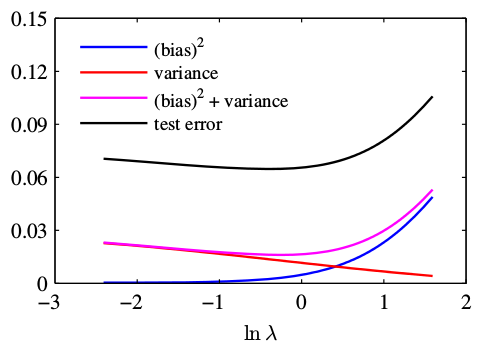 0.15
(bias)²
0.12
variance
(bias)² + variance
0.09
test error
0.06
0.03
0
−3 −2 −1 0 1 2
ln λ